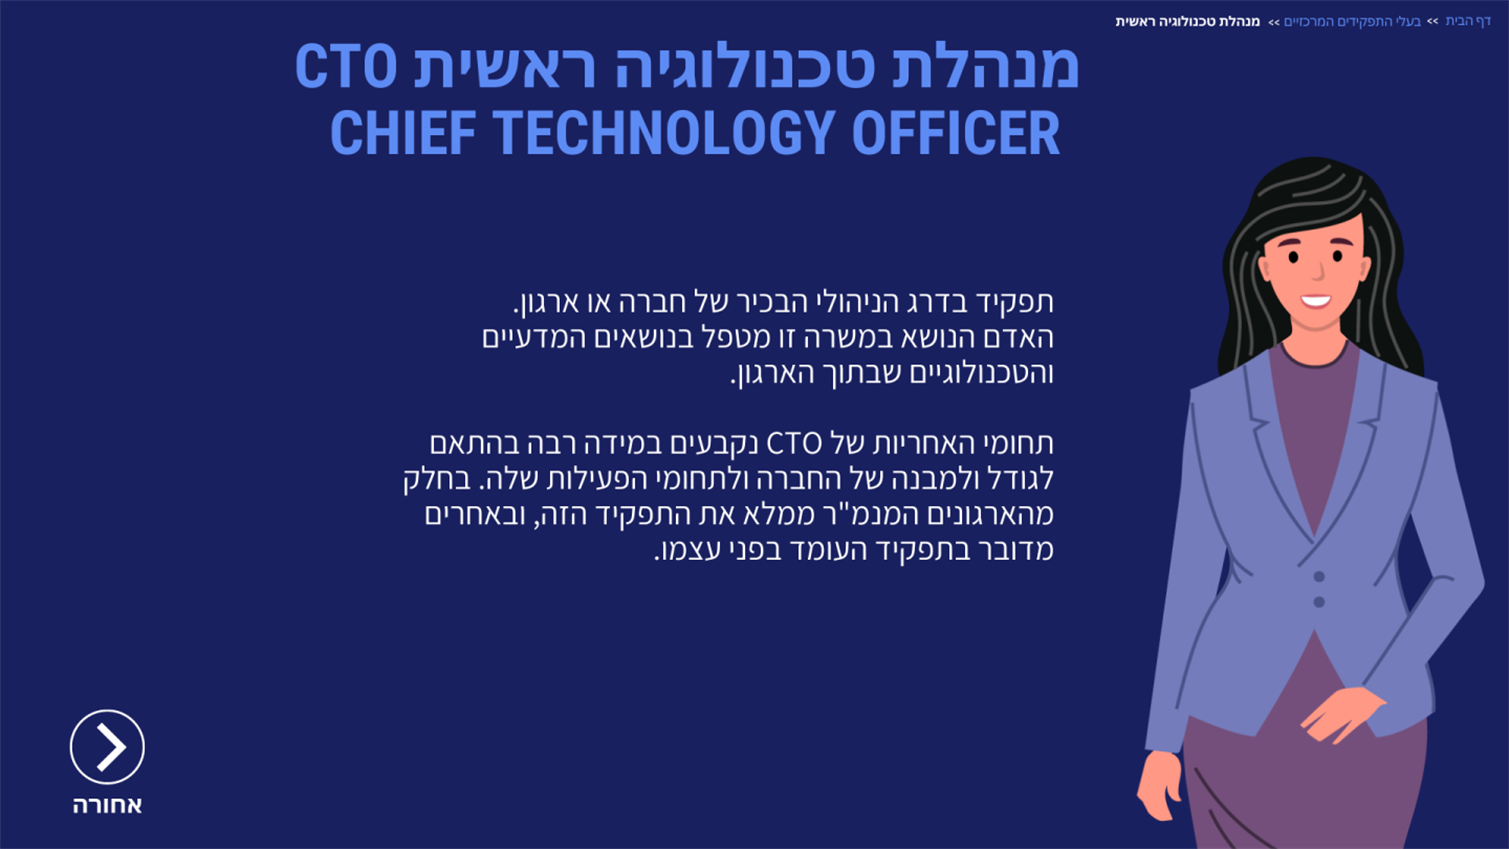 דף הבית >> בעלי התפקידים המרכזיים >> מנהלת טכנולוגיה ראשית
מנהלת טכנולוגיה ראשית CTO
CHIEF TECHNOLOGY OFFICER
תפקיד בדרג הניהולי הבכיר של חברה או ארגון.
האדם הנושא במשרה זו מטפל בנושאים המדעיים
והטכנולוגיים שבתוך הארגון.
תחומי האחריות של CTO נקבעים במידה רבה בהתאם
לגודל ולמבנה של החברה ולתחומי הפעילות שלה. בחלק
מהארגונים המנמ"ר ממלא את התפקיד הזה, ובאחרים
מדובר בתפקיד העומד בפני עצמו.
אחורה